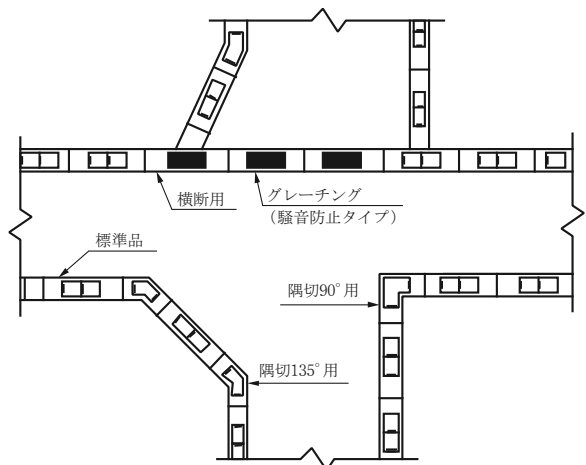 横断用
グレーチング
（騒音防止タイプ）
標準品
隅切90°用
隅切135°用